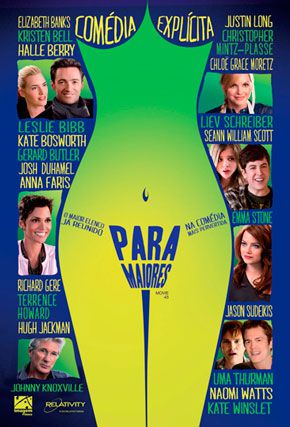 COMÉDIA EXPLÍCITA
ELIZABETH BANKS
KRISTEN BELL
HALLE BERRY
JUSTIN LONG
CHRISTOPHER
MINTZ-PLASSE
CHLOE GRACE MORETZ
LESLIE BIBB
KATE BOSWORTH
GERARD BUTLER
JOSH DUHAMEL
ANNA FARIS
LIEV SCHREIBER
SEANN WILLIAM SCOTT
EMMA STONE
O MAIOR ELENCO
JÁ REUNIDO
NA COMÉDIA
MAIS PERVERTIDA
PARA
MAIORES
MOVIE
43
RICHARD GERE
TERRENCE
HOWARD
HUGH JACKMAN
JASON SUDEIKIS
JOHNNY KNOXVILLE
UMA THURMAN
NAOMI WATTS
KATE WINSLET
imagem
RELATIVITY